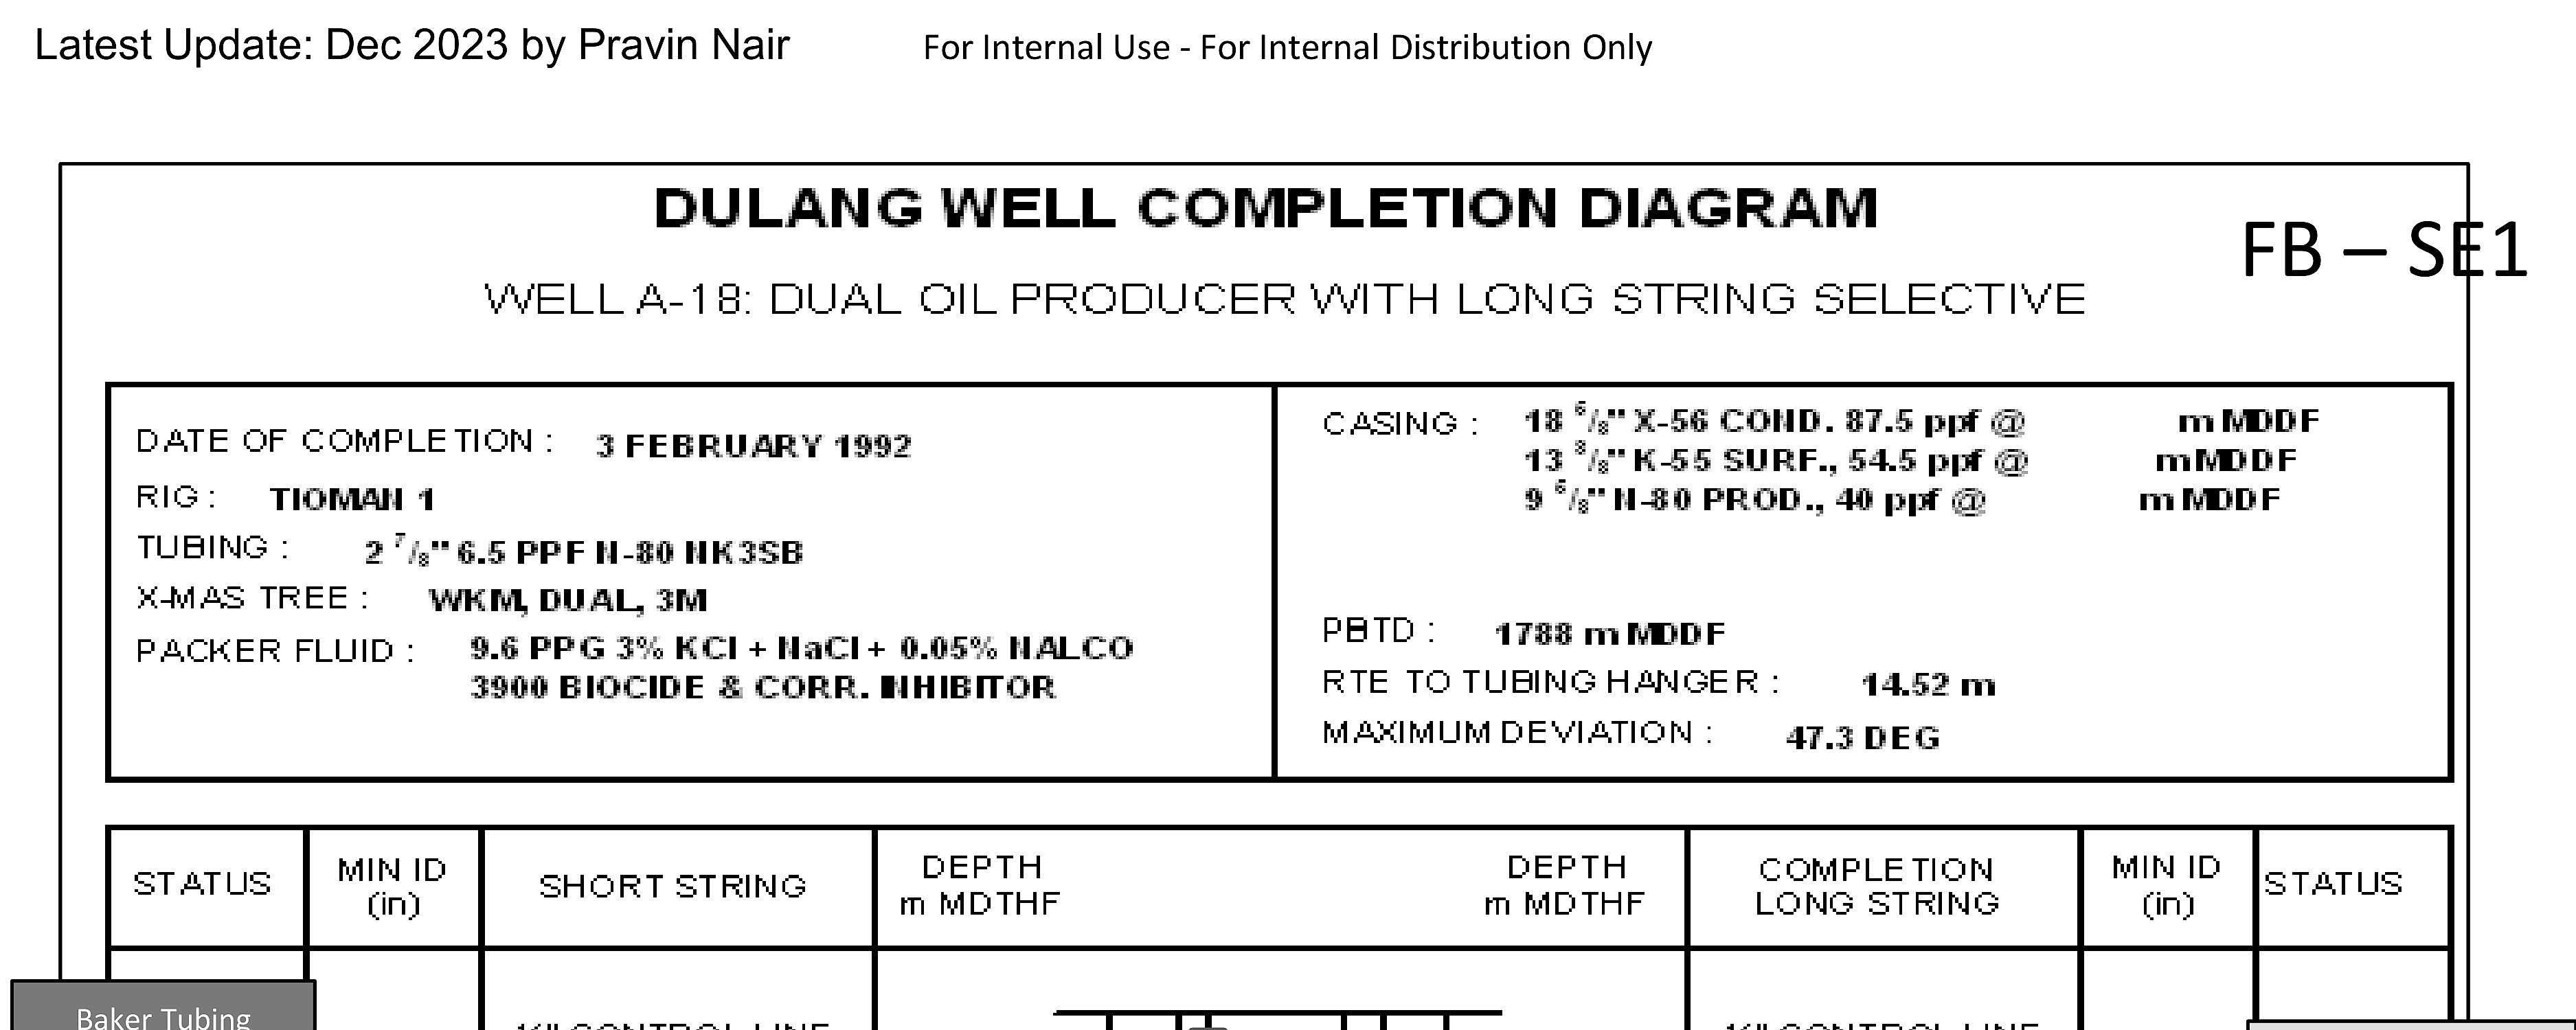 Latest Update: Dec 2023 by Pravin Nair
For Internal Use - For Internal Distribution Only
DULANG WELL COMPLETION DIAGRAM
FB – SE1
WELL A-18: DUAL OIL PRODUCER WITH LONG STRING SELECTIVE
DATE OF COMPLETION : 3 FEBRUARY 1992
RIG : TIOMAN 1
TUBING : 2 7/8" 6.5 PPF N-80 NK3SB
X-MAS TREE : WKM, DUAL, 3M
PACKER FLUID : 9.6 PPG 3% KCl + NaCl + 0.05% NALCO
3900 BIOCIDE & CORR. INHIBITOR
CASING : 18 5/8" X-56 COND. 87.5 ppf @ m MDDF
13 3/8" K-55 SURF., 54.5 ppf @ m MDDF
9 5/8" N-80 PROD., 40 ppf @ m MDDF
PBTD : 1788 m MDDF
RTE TO TUBING HANGER : 14.52 m
MAXIMUM DEVIATION : 47.3 DEG
STATUS
MIN ID
(in)
SHORT STRING
DEPTH
m MDTHF
DEPTH
m MDTHF
COMPLETION
LONG STRING
MIN ID
(in)
STATUS
Baker Tubing
CONTROL LINE
CONTROL LINE